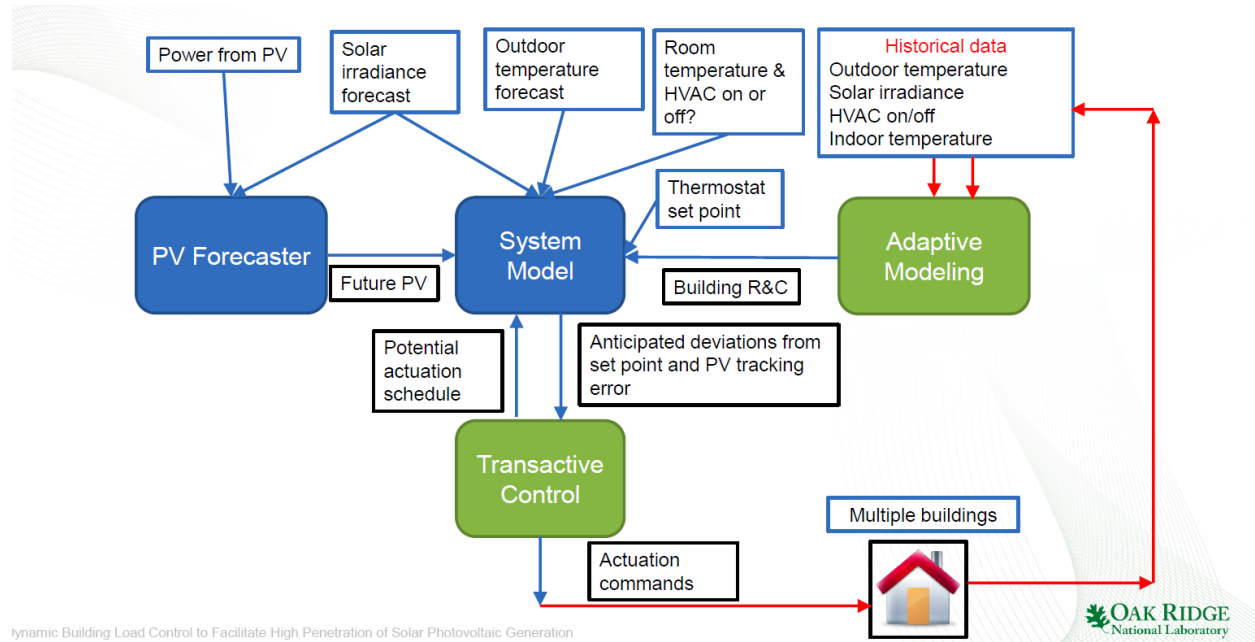 Power from PV
Solar
irradiance
forecast
Outdoor
temperature
forecast
Room
temperature &
HVAC on or
off?
Historical data
Outdoor temperature
Solar irradiance
HVAC on/off
Indoor temperature
Thermostat
set point
PV Forecaster
System
Model
Adaptive
Modeling
Future PV
Building R&C
Potential
actuation
schedule
Anticipated deviations from
set point and PV tracking
error
Transactive
Control
Multiple buildings
Actuation
commands
ynamic Building Load Control to Facilitate High Penetration of Solar Photovoltaic Generation
OAK RIDGE
National Laboratory